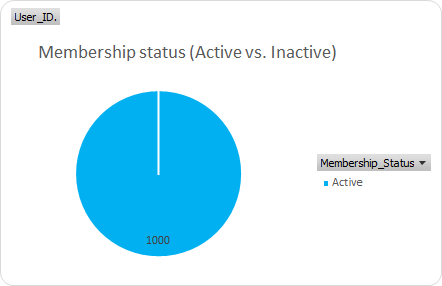 User_ID.
Membership status (Active vs. Inactive)
1000
Membership_Status
Active